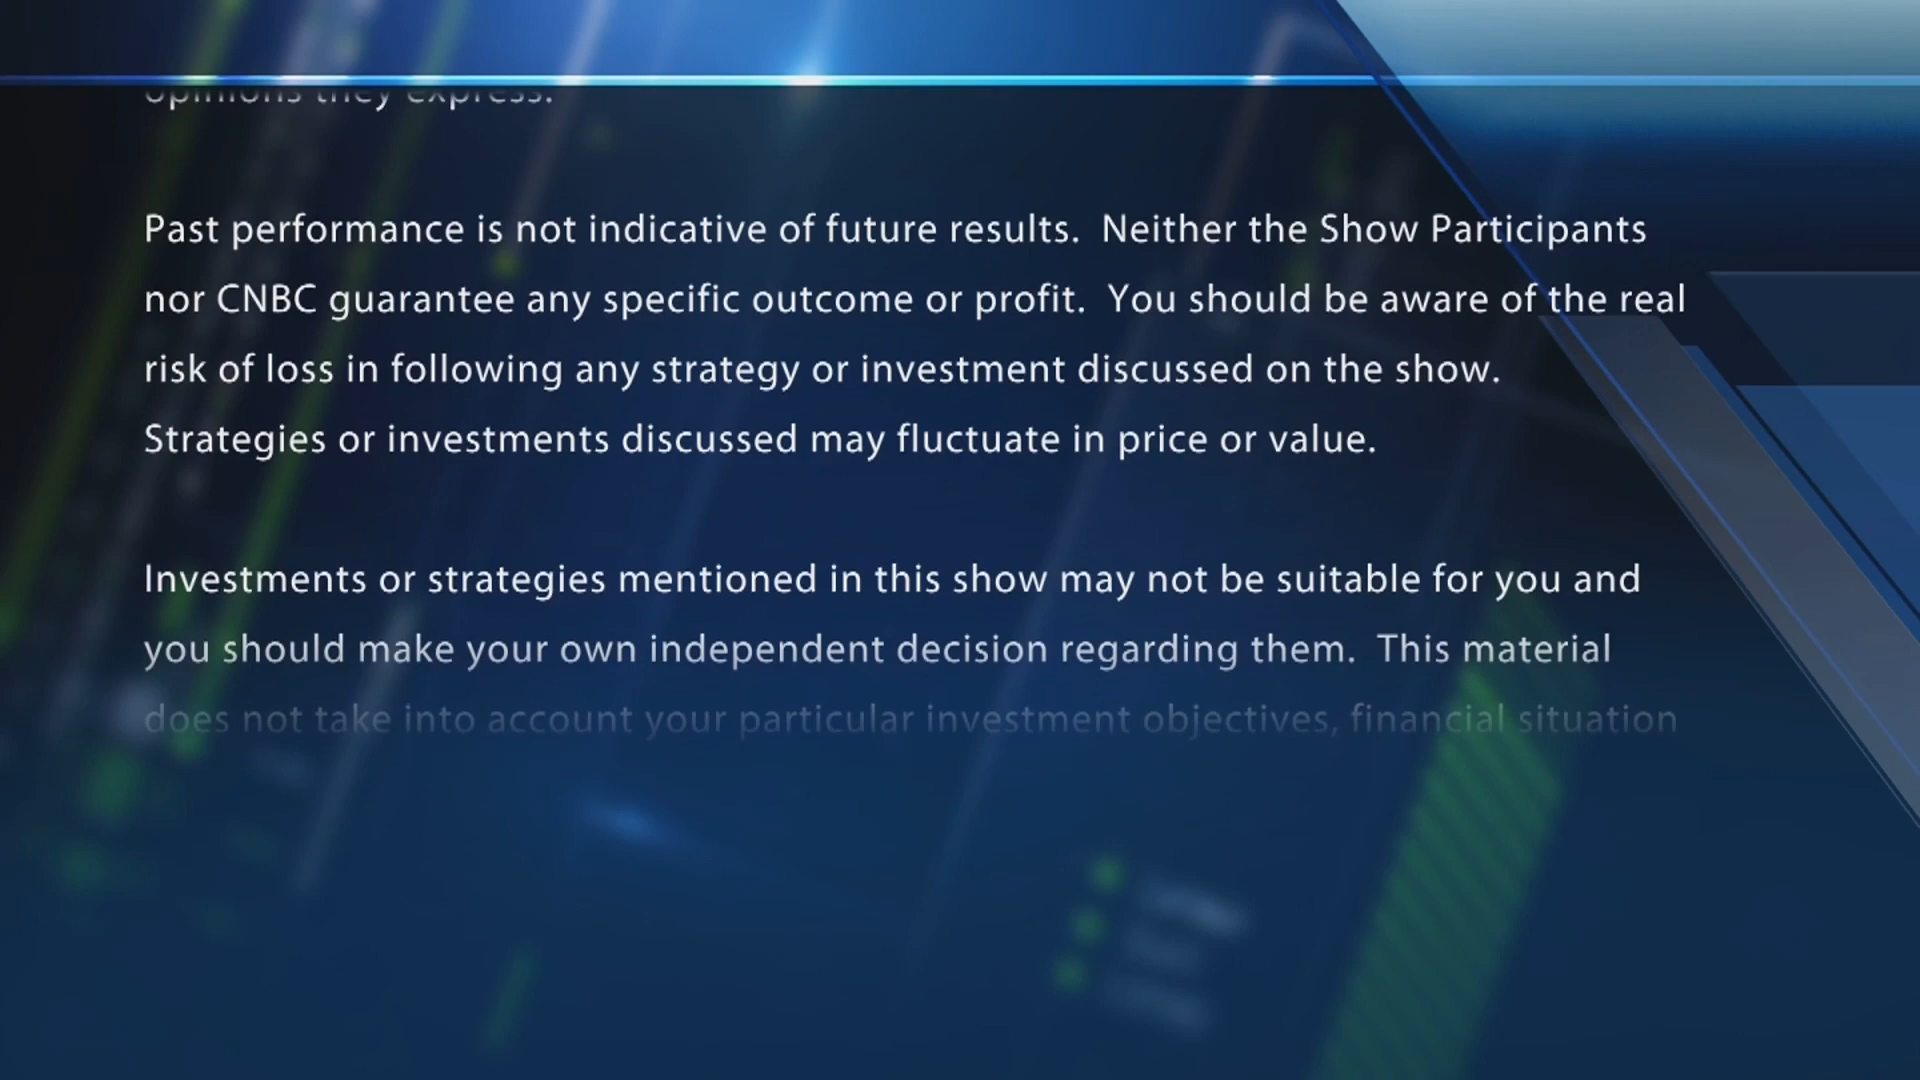 opinions they express.
Past performance is not indicative of future results.  Neither the Show Participants
nor CNBC guarantee any specific outcome or profit.  You should be aware of the real
risk of loss in following any strategy or investment discussed on the show.
Strategies or investments discussed may fluctuate in price or value.
Investments or strategies mentioned in this show may not be suitable for you and
you should make your own independent decision regarding them.  This material
does not take into account your particular investment objectives, financial situation